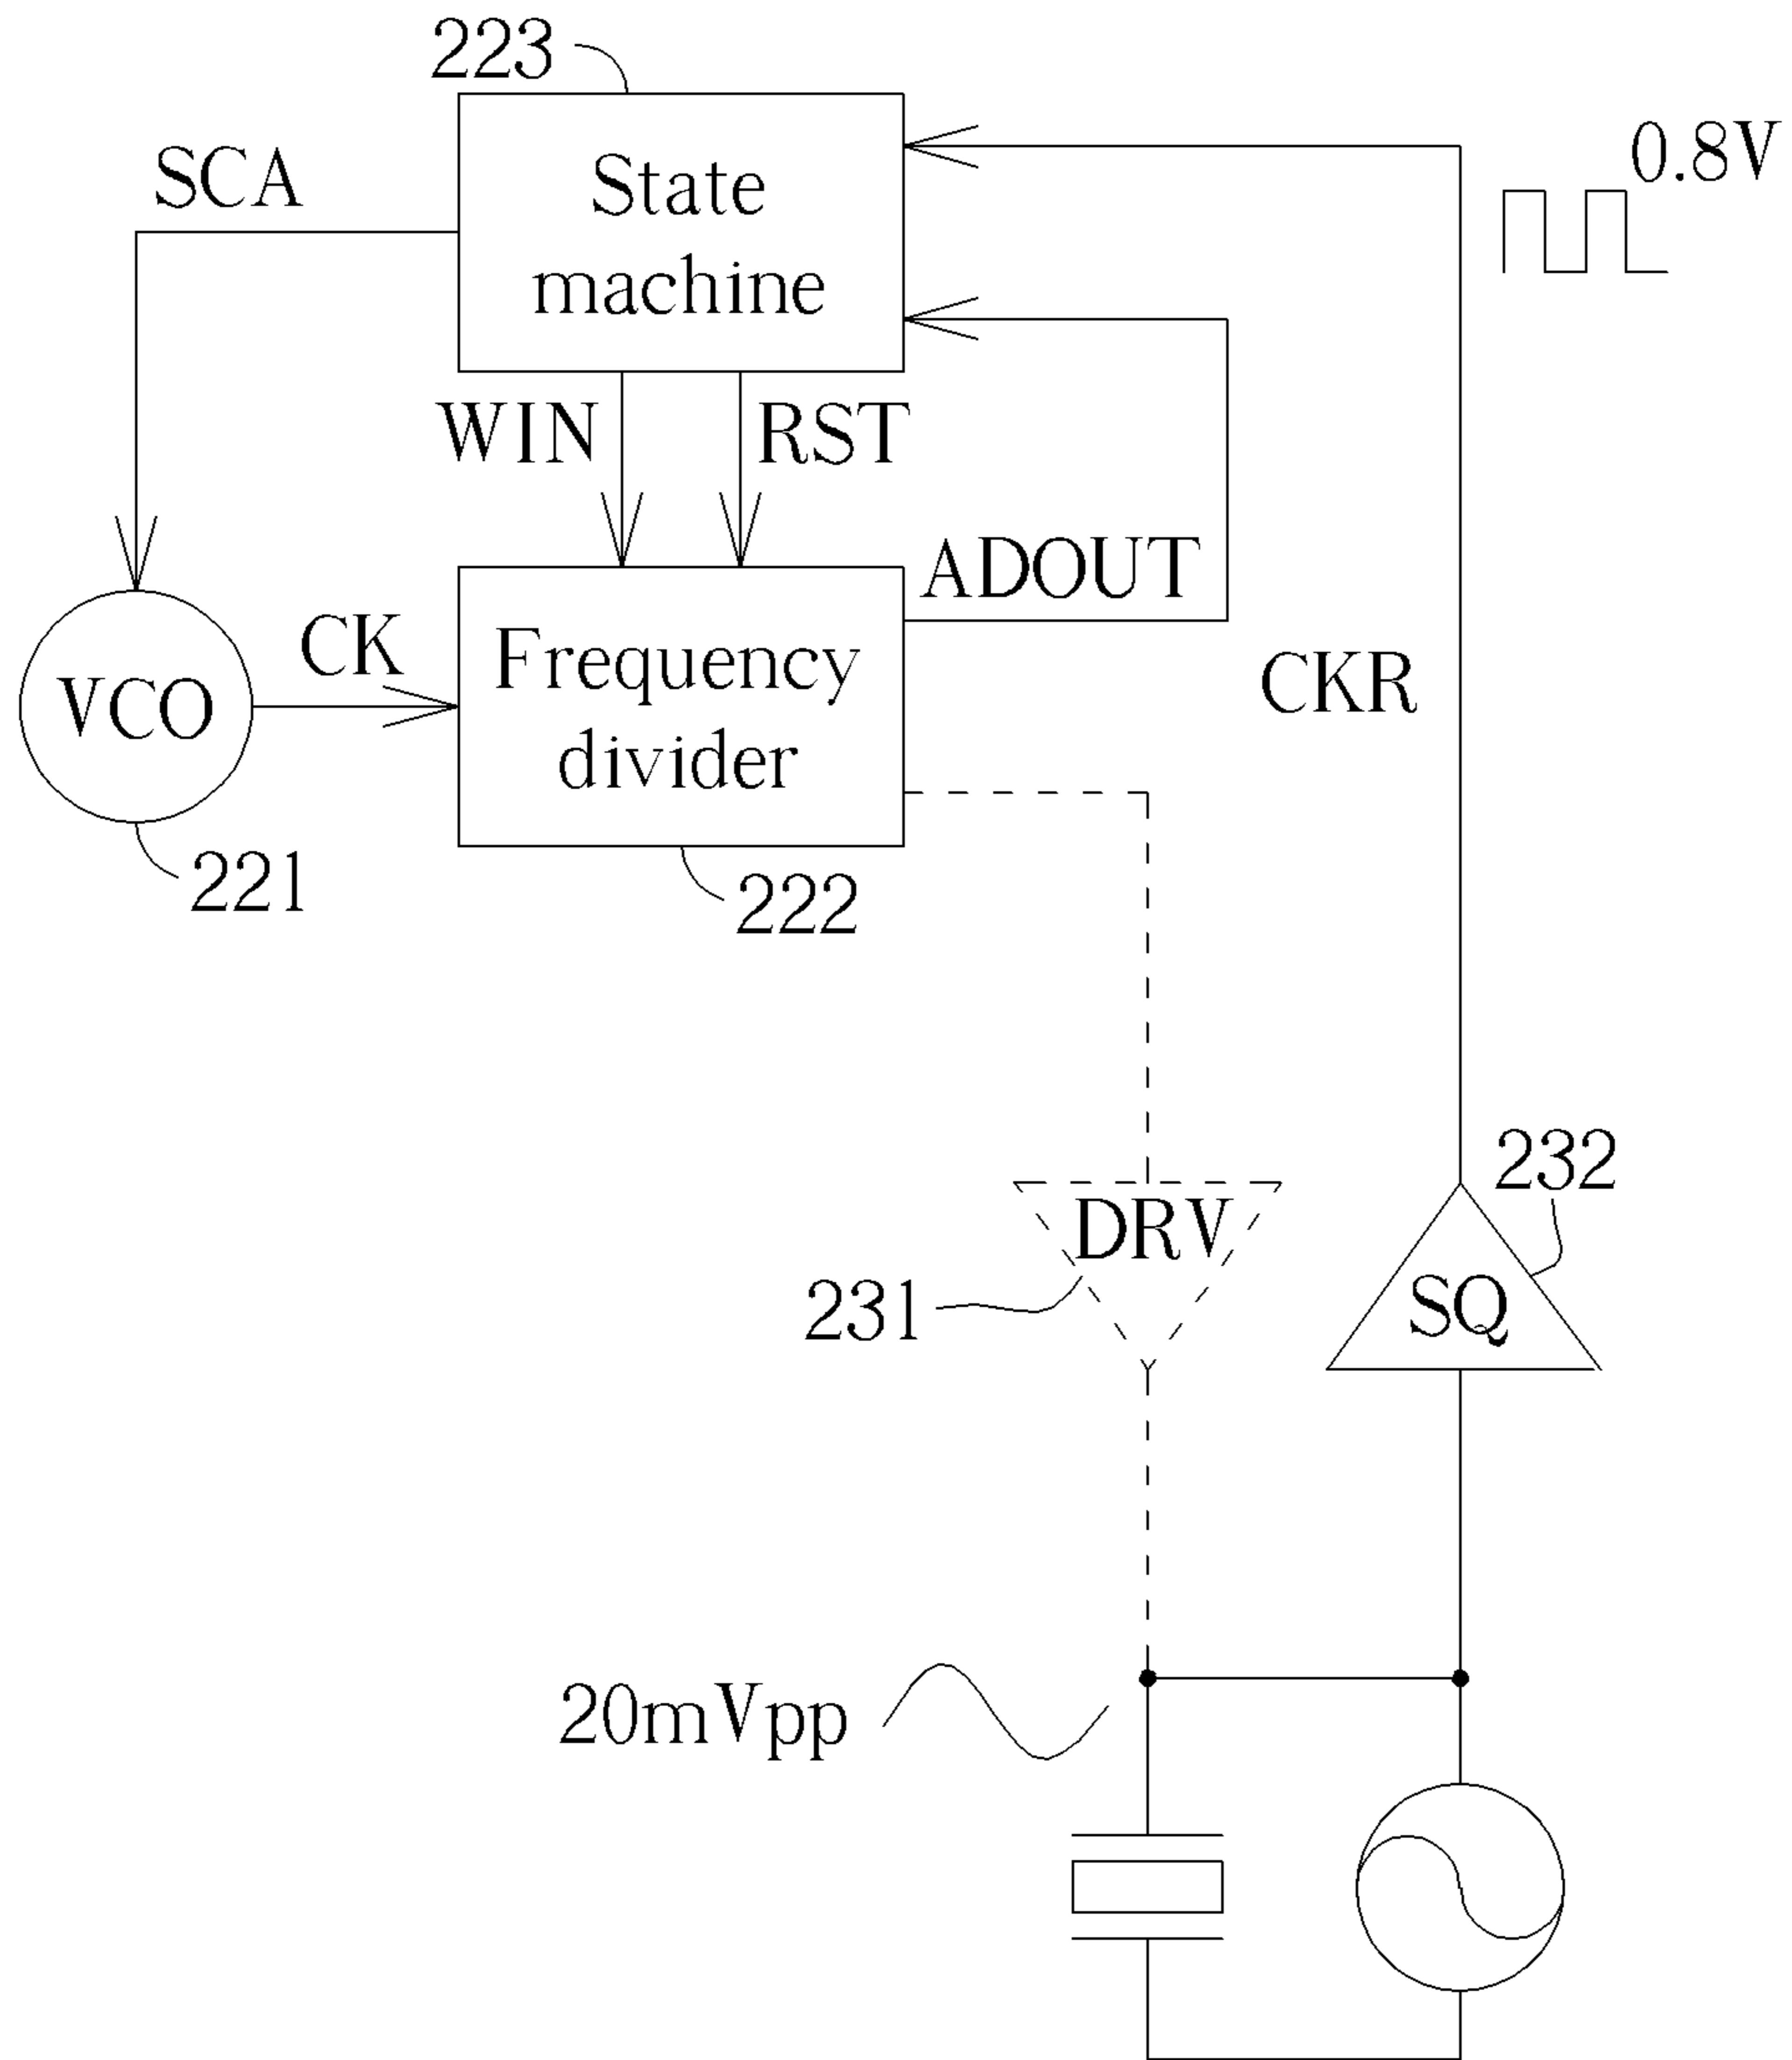 223
0.8V
SCA
State
machine
WIN
RST
ADOUT
CK
Frequency
divider
CKR
VCO
221
222
232
DRV
231
SQ
20mVpp